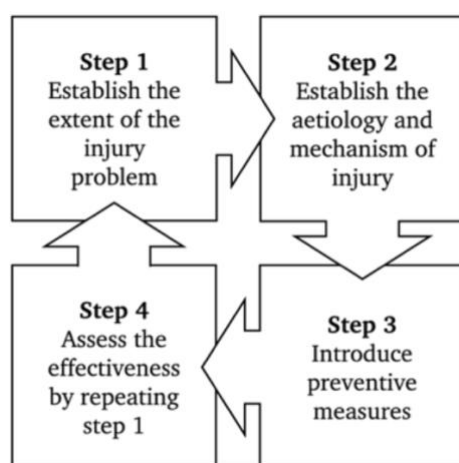 Step 1
Establish the
extent of the
injury
problem
Step 2
Establish the
aetiology and
mechanism of
injury
Step 3
Introduce
preventive
measures
Step 4
Assess the
effectiveness
by repeating
step 1